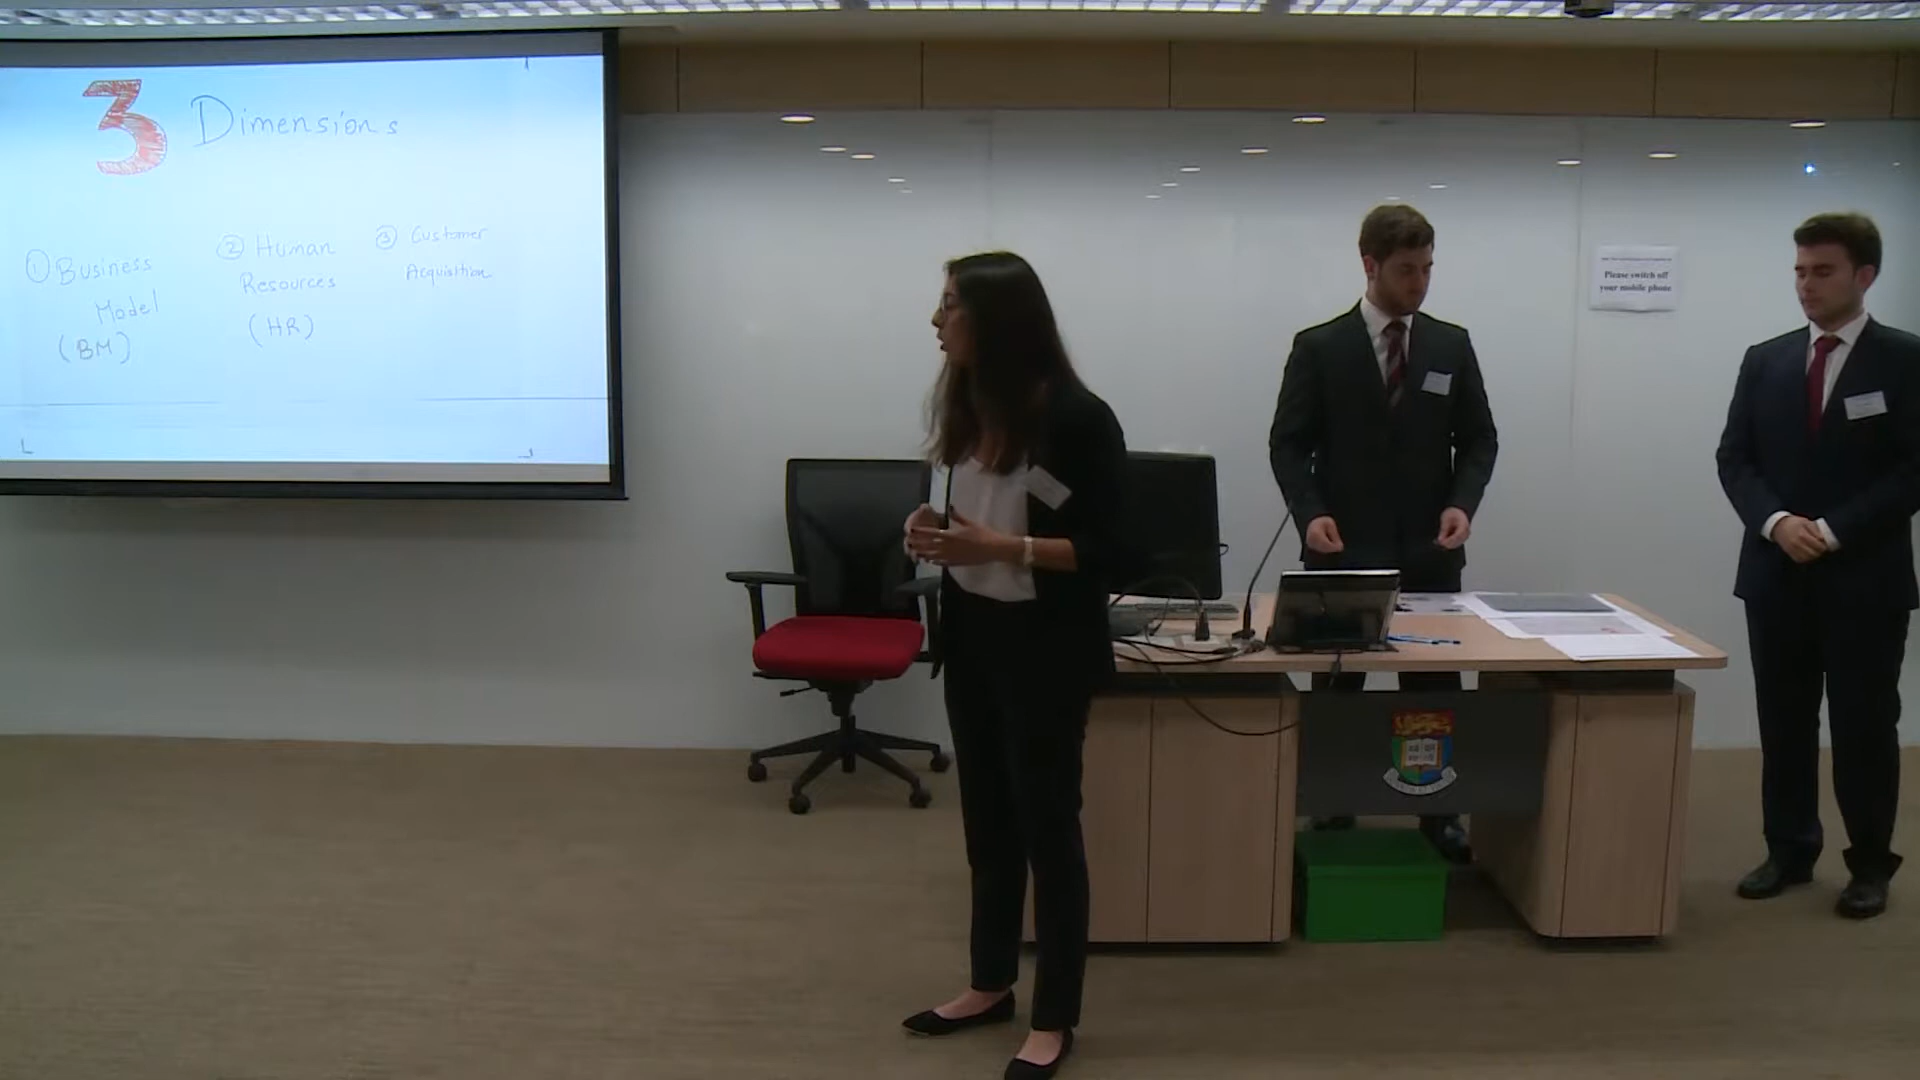 3 Dimensions
① Business
Model
(BM)
② Human
Resources
(HR)
③ Customer
Acquisition
Please switch off
your mobile phone